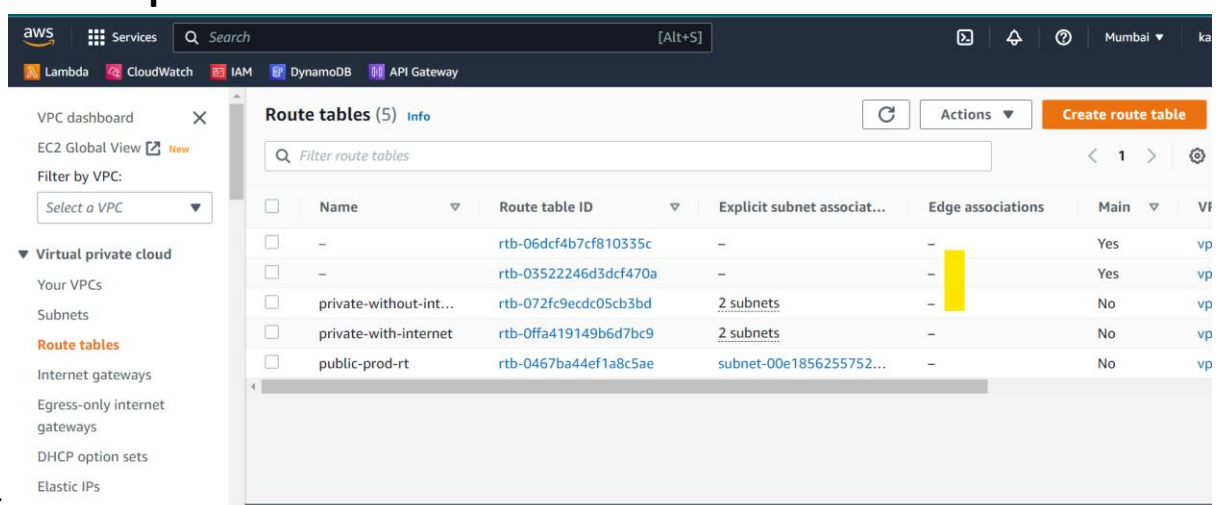 aws Services Search [Alt+S] Mumbai ▼ ka
Lambda CloudWatch IAM DynamoDB API Gateway
VPC dashboard
EC2 Global View New
Filter by VPC:
Select a VPC
Virtual private cloud
Your VPCs
Subnets
Route tables
Internet gateways
Egress-only internet
gateways
DHCP option sets
Elastic IPs
Route tables (5) Info Actions ▼ Create route table
Filter route tables < 1 >
Name Route table ID Explicit subnet associat... Edge associations Main VP
– rtb-06dcf4b7cf810335c – – Yes vp
– rtb-03522246d3dcf470a – – Yes vp
private-without-int... rtb-072fc9ecdc05cb3bd 2 subnets – No vp
private-with-internet rtb-0ffa419149b6d7bc9 2 subnets – No vp
public-prod-rt rtb-0467ba44ef1a8c5ae subnet-00e1856255752... – No vp